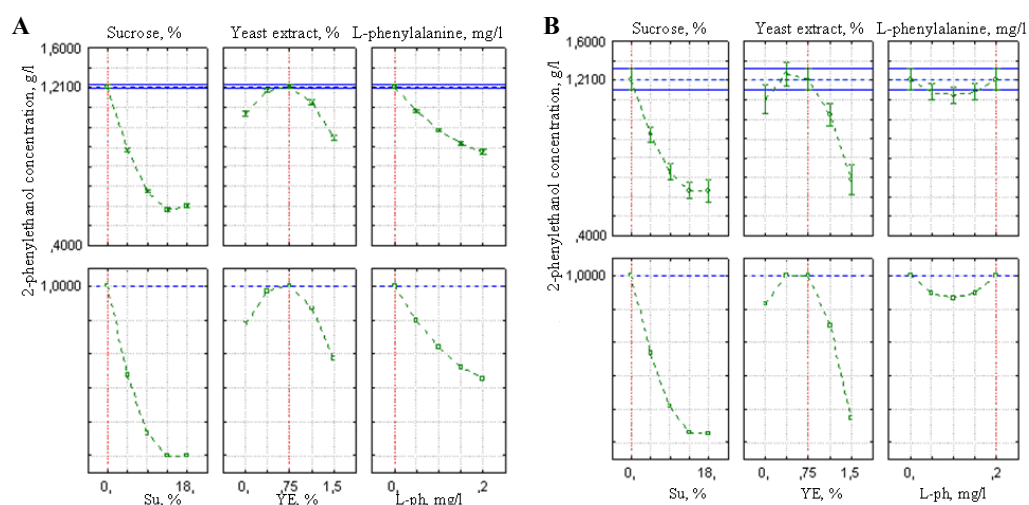 A
Sucrose, % Yeast extract, % L-phenylalanine, mg/l
1,6000
1,2100
,4000
1,0000
2-phenylethanol concentration, g/l
0, 18, 0, ,75 1,5 0, ,2
Su, % YE, % L-ph, mg/l
B
Sucrose, % Yeast extract, % L-phenylalanine, mg/l
1,6000
1,2100
,4000
1,0000
2-phenylethanol concentration, g/l
0, 18, 0, ,75 1,5 0, ,2
Su, % YE, % L-ph, mg/l